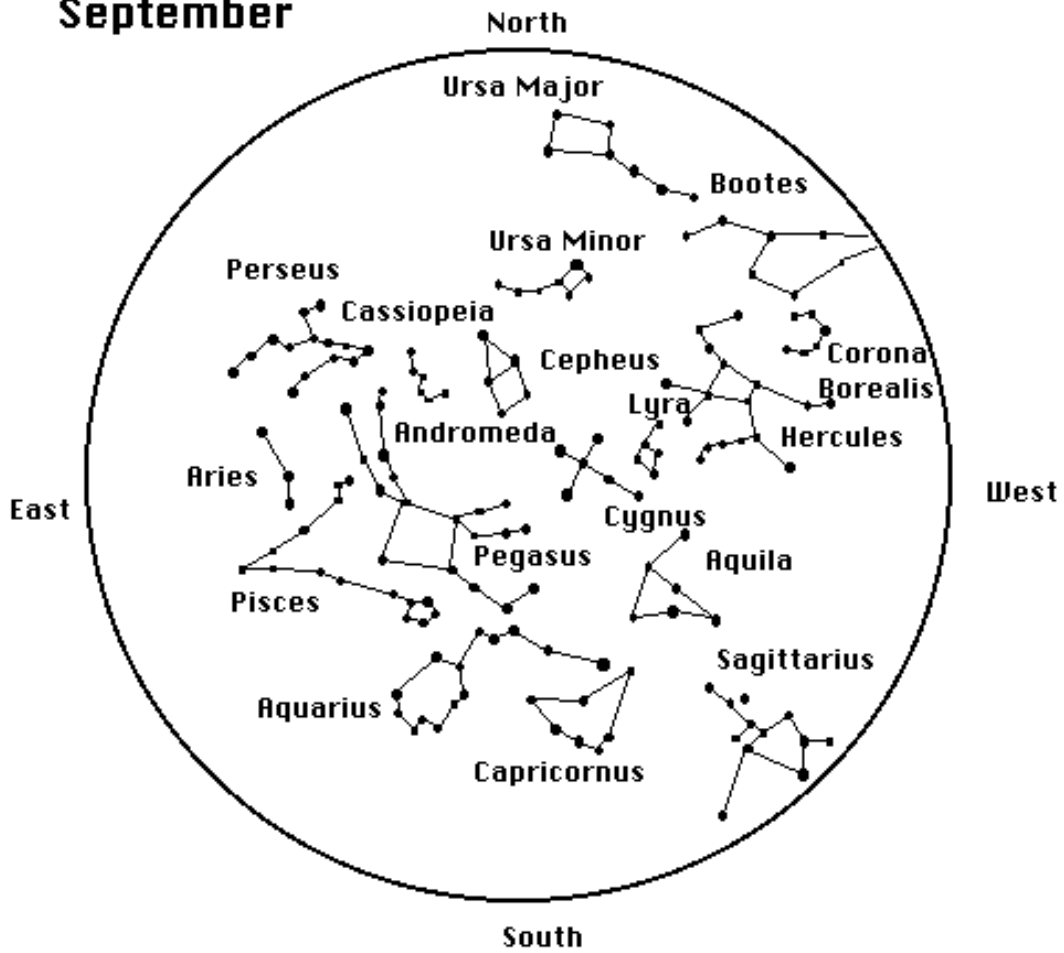 September
North
Ursa Major
Bootes
Ursa Minor
Perseus
Cassiopeia
Cepheus
Corona
Borealis
Lyra
Andromeda
Hercules
Aries
East
West
Cygnus
Pegasus
Aquila
Pisces
Sagittarius
Aquarius
Capricornus
South